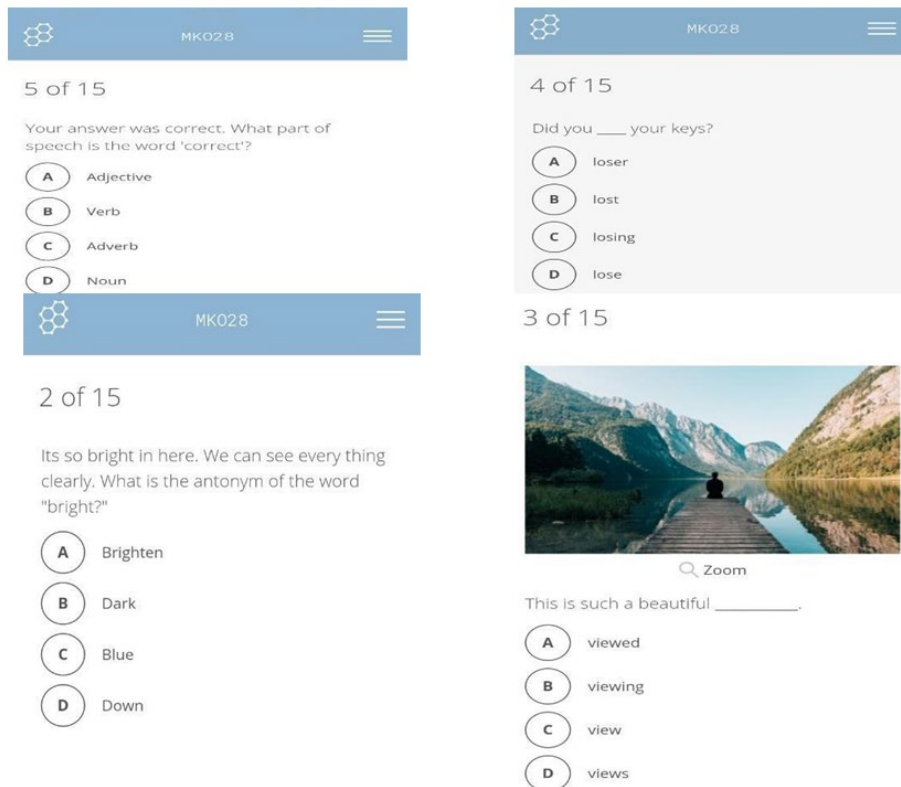 MK028
5 of 15
Your answer was correct. What part of
speech is the word 'correct'?
A Adjective
B Verb
C Adverb
D Noun
MK028
4 of 15
Did you ___ your keys?
A loser
B lost
C losing
D lose
MK028
2 of 15
Its so bright in here. We can see every thing
clearly. What is the antonym of the word
"bright?"
A Brighten
B Dark
C Blue
D Down
3 of 15
Zoom
This is such a beautiful _________.
A viewed
B viewing
C view
D views